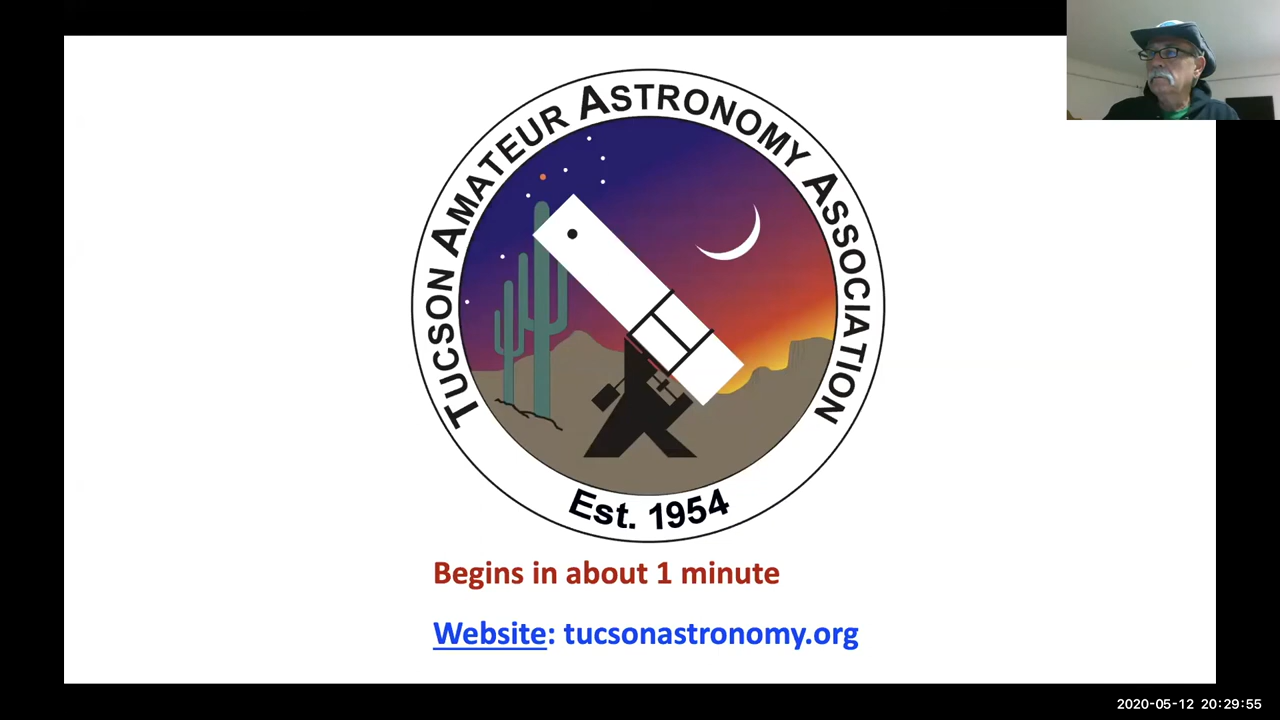 TUCSON AMATEUR ASTRONOMY ASSOCIATION
Est. 1954
Begins in about 1 minute
Website: tucsonastronomy.org
2020-05-12 20:29:55